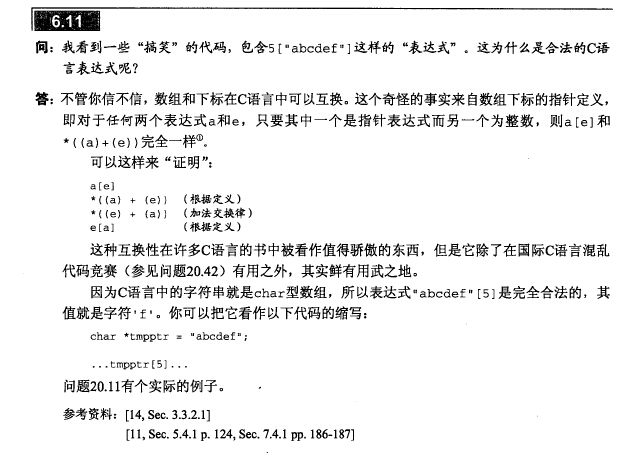 6.11
问：我看到一些“搞笑”的代码，包含5["abcdef"]这样的“表达式”。这为什么是合法的C语
言表达式呢？
答：不管你信不信，数组和下标在C语言中可以互换。这个奇怪的事实来自数组下标的指针定义，
即对于任何两个表达式a和e，只要其中一个是指针表达式而另一个为整数，则a[e]和
*((a)+(e))完全一样①。
可以这样来“证明”：
a[e]
*((a) + (e)) （根据定义）
*((e) + (a)) （加法交换律）
e[a] （根据定义）
这种互换性在许多C语言的书中被看作值得骄傲的东西，但是它除了在国际C语言混乱
代码竞赛（参见问题20.42）有用之外，其实鲜有用武之地。
因为C语言中的字符串就是char型数组，所以表达式"abcdef"[5]是完全合法的，其
值就是字符'f'。你可以把它看作以下代码的缩写：
char *tmpptr = "abcdef";
...tmpptr[5]...
问题20.11有个实际的例子。
参考资料：[14, Sec. 3.3.2.1]
[11, Sec. 5.4.1 p. 124, Sec. 7.4.1 pp. 186-187]